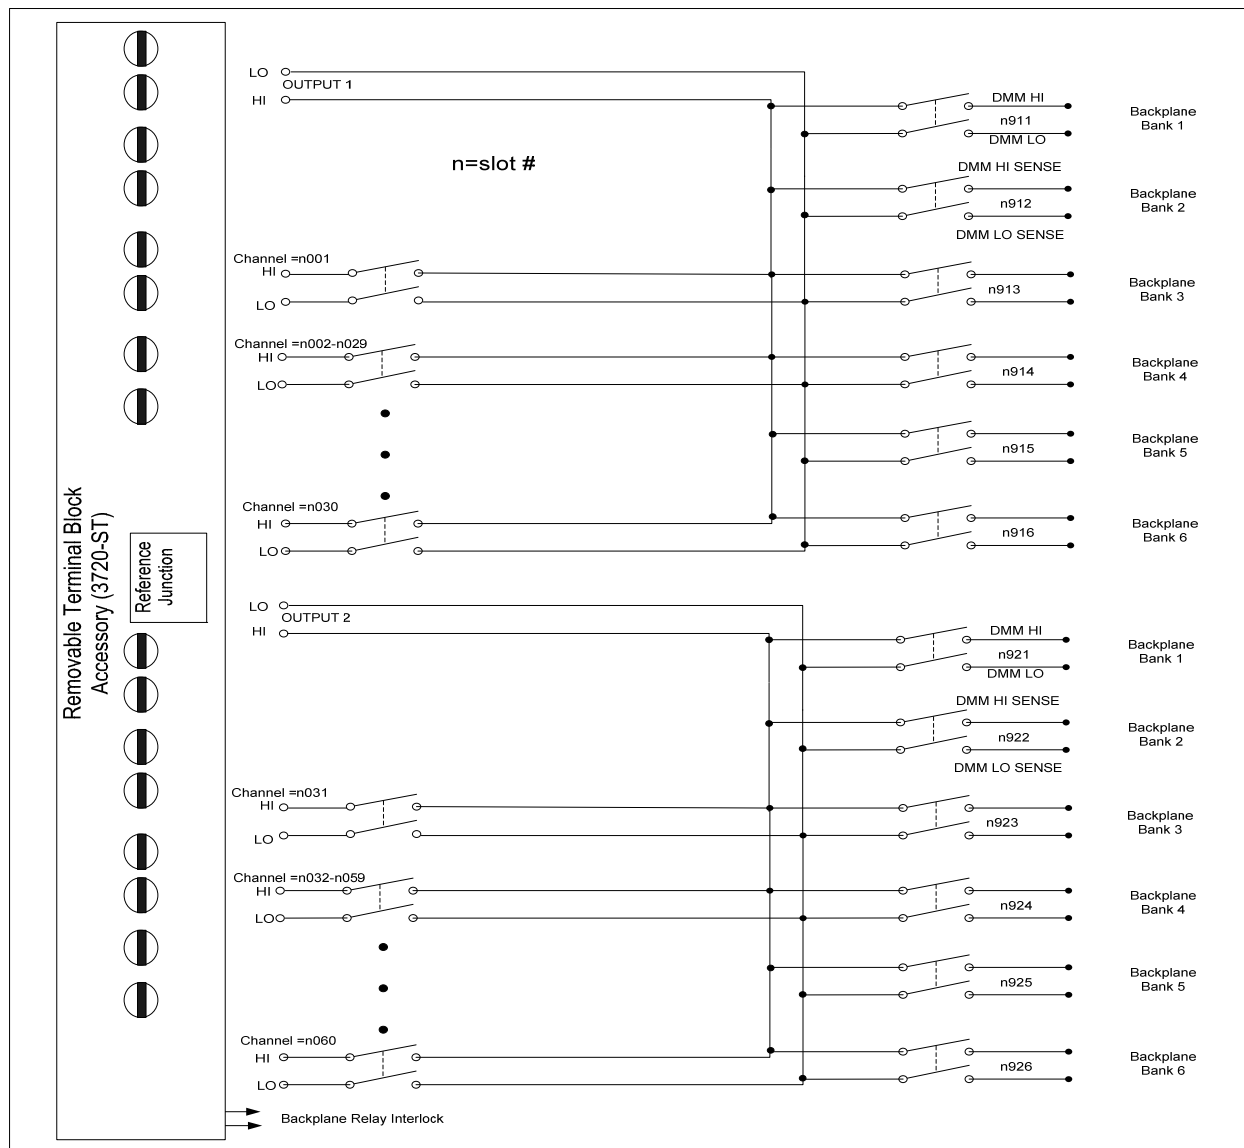 Removable Terminal Block
Accessory (3720-ST)
Reference
Junction
LO
OUTPUT 1
HI
n=slot #
DMM HI
n911
DMM LO
Backplane
Bank 1
DMM HI SENSE
n912
DMM LO SENSE
Backplane
Bank 2
Channel =n001
HI
LO
n913
Backplane
Bank 3
Channel =n002-n029
HI
LO
n914
Backplane
Bank 4
n915
Backplane
Bank 5
Channel =n030
HI
LO
n916
Backplane
Bank 6
LO
OUTPUT 2
HI
DMM HI
n921
DMM LO
Backplane
Bank 1
DMM HI SENSE
n922
DMM LO SENSE
Backplane
Bank 2
Channel =n031
HI
LO
n923
Backplane
Bank 3
Channel =n032-n059
HI
LO
n924
Backplane
Bank 4
n925
Backplane
Bank 5
Channel =n060
HI
LO
n926
Backplane
Bank 6
Backplane Relay Interlock